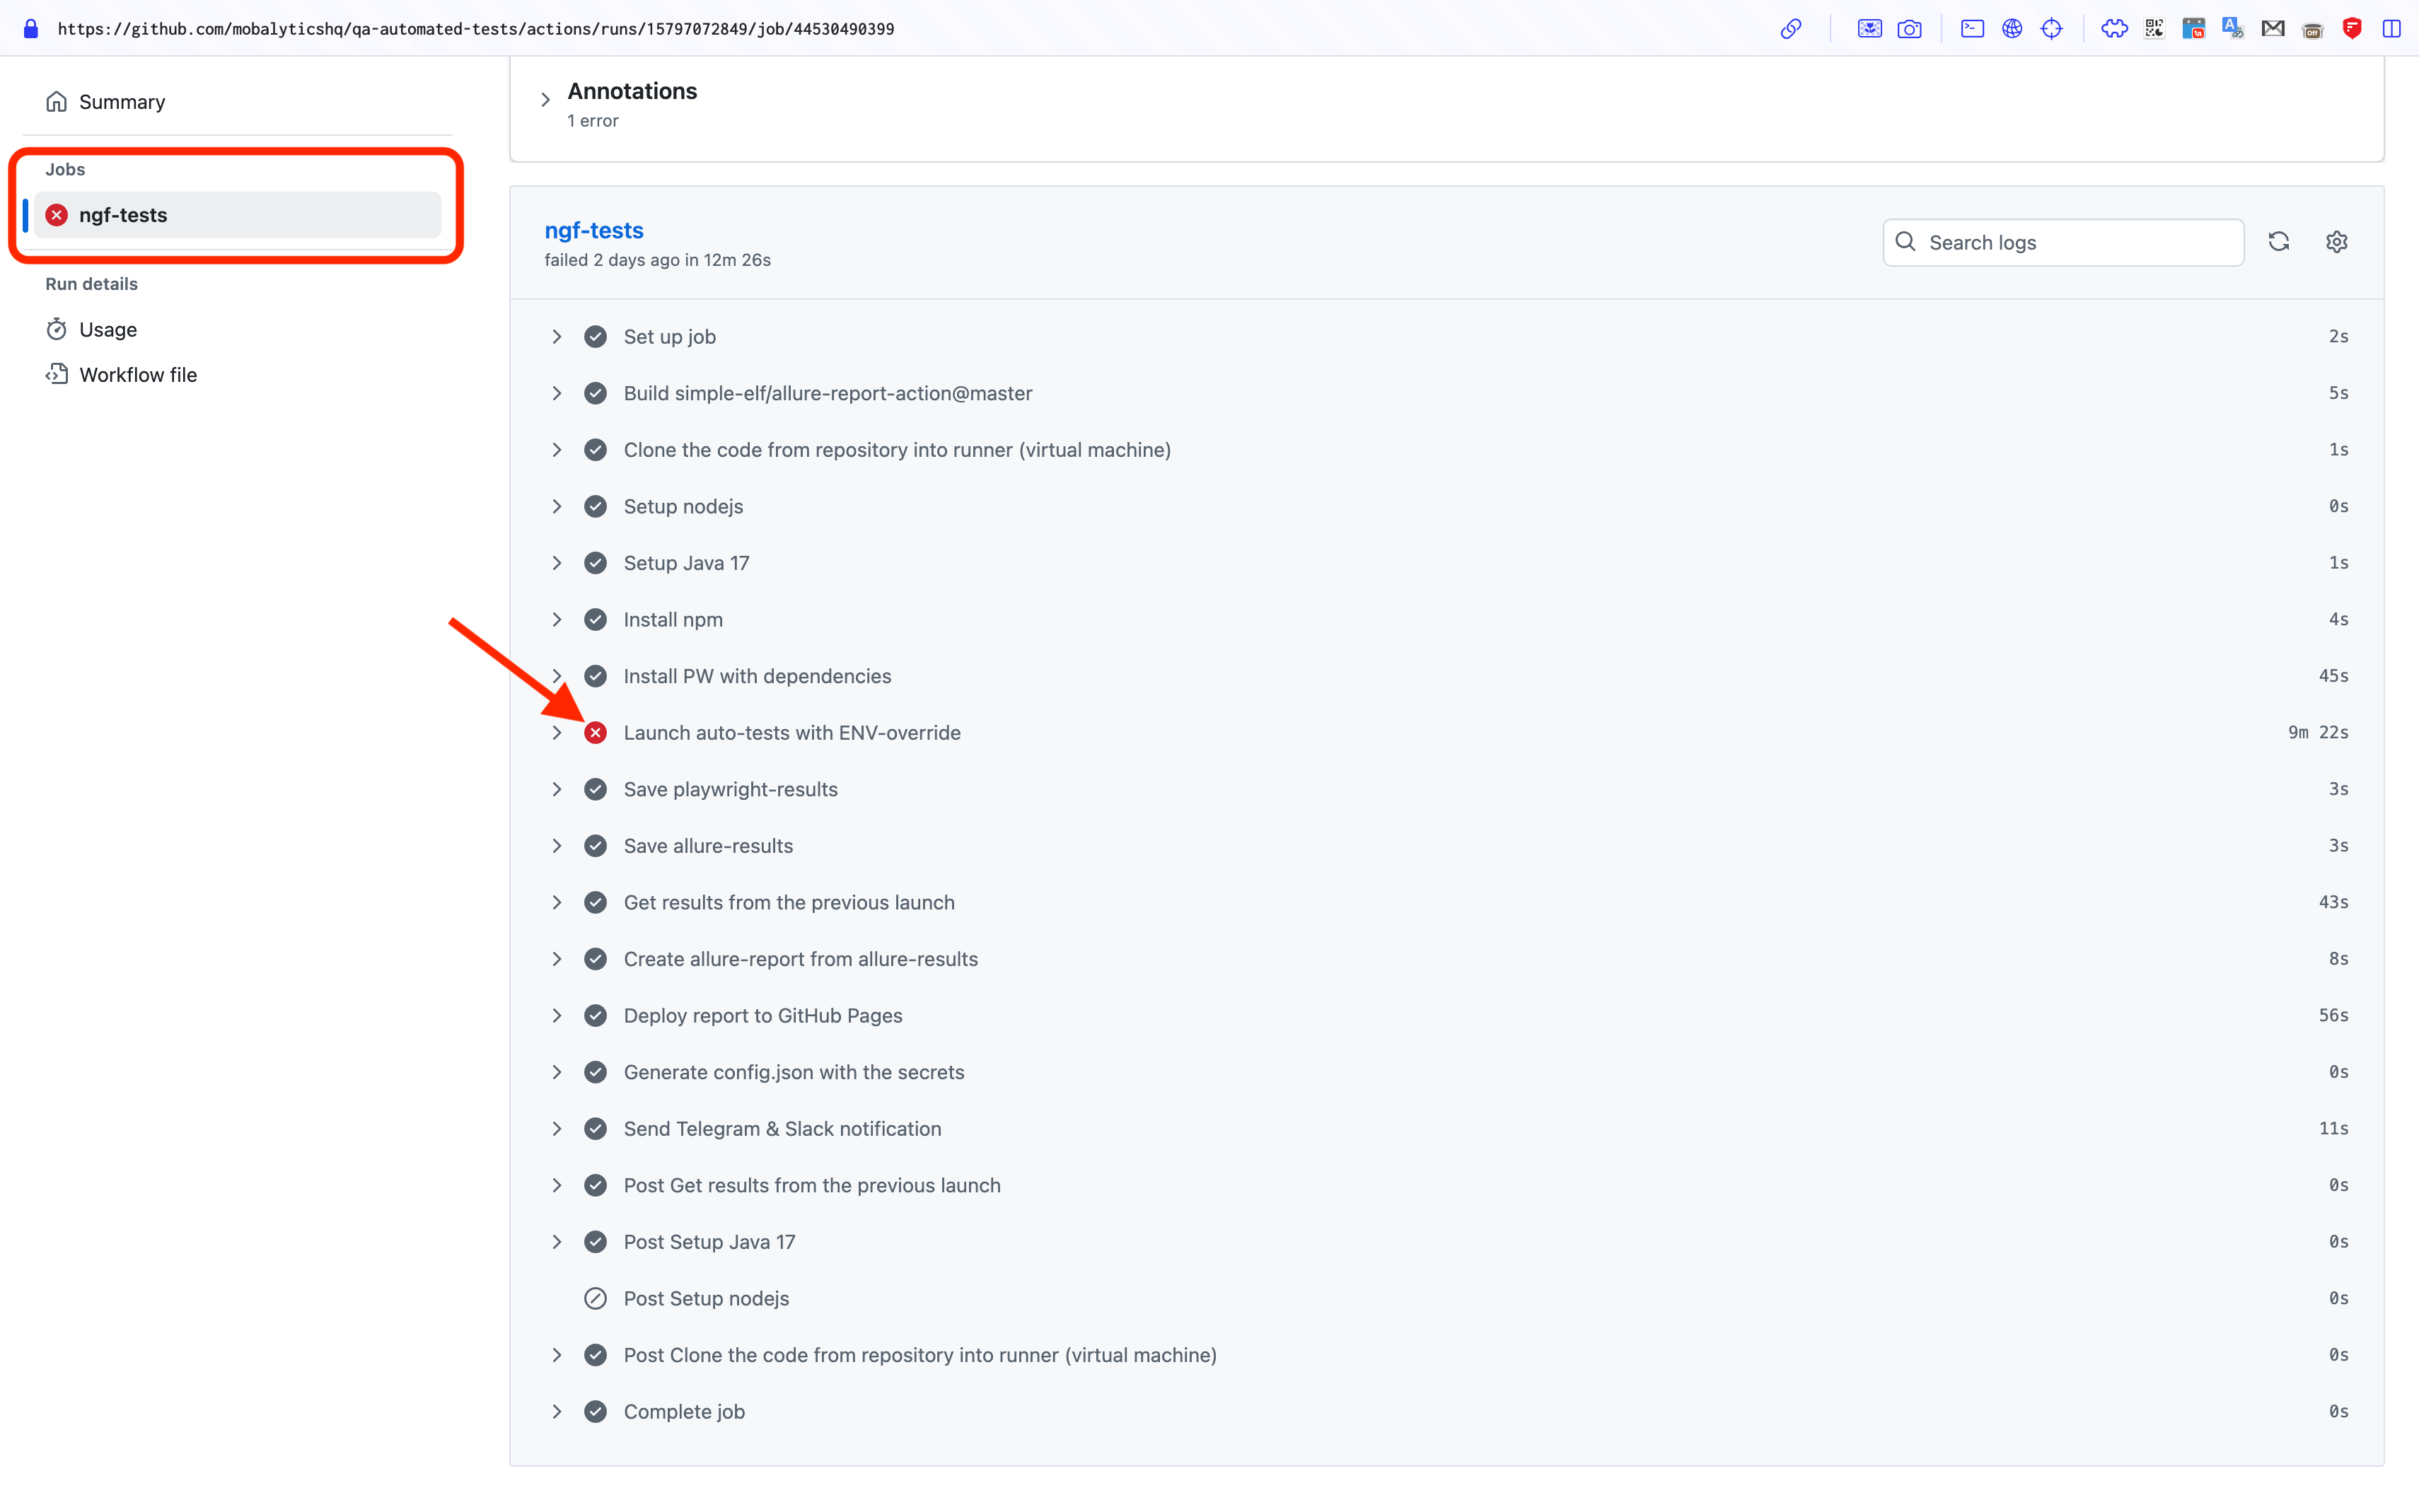 https://github.com/mobalyticshq/qa-automated-tests/actions/runs/15797072849/job/44530490399
Summary
Jobs
ngf-tests
Run details
Usage
Workflow file
Annotations
1 error
ngf-tests
failed 2 days ago in 12m 26s
Search logs
Set up job 2s
Build simple-elf/allure-report-action@master 5s
Clone the code from repository into runner (virtual machine) 1s
Setup nodejs 0s
Setup Java 17 1s
Install npm 4s
Install PW with dependencies 45s
Launch auto-tests with ENV-override 9m 22s
Save playwright-results 3s
Save allure-results 3s
Get results from the previous launch 43s
Create allure-report from allure-results 8s
Deploy report to GitHub Pages 56s
Generate config.json with the secrets 0s
Send Telegram & Slack notification 11s
Post Get results from the previous launch 0s
Post Setup Java 17 0s
Post Setup nodejs 0s
Post Clone the code from repository into runner (virtual machine) 0s
Complete job 0s